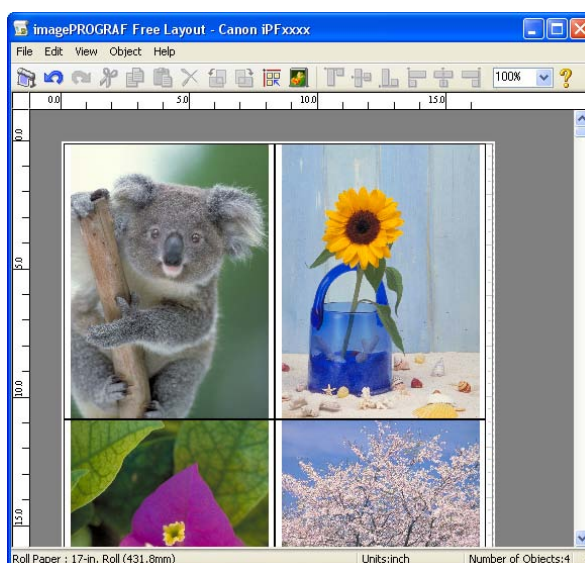 imagePROGRAF Free Layout - Canon iPFxxxx
File Edit View Object Help
100%
0.0 5.0 10.0 15.0
0.0
5.0
10.0
15.0
Roll Paper : 17-in. Roll (431.8mm) Units:inch Number of Objects:4